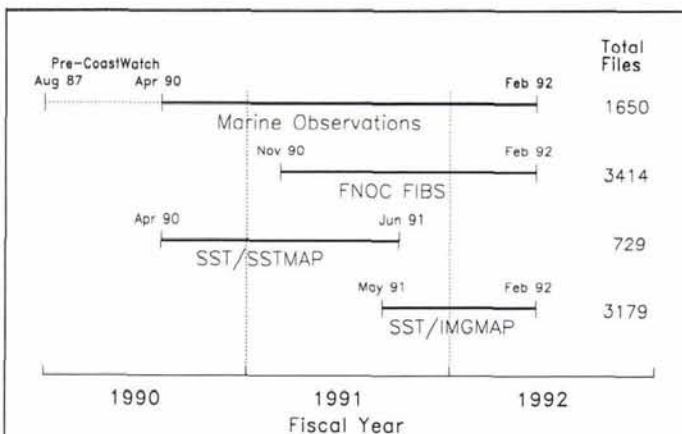 Total
Files
Pre-CoastWatch
Aug 87 Apr 90 Feb 92
1650
Marine Observations
Nov 90 Feb 92
FNOC FIBS
3414
Apr 90 Jun 91
SST/SSTMAP
729
May 91 Feb 92
SST/IMGMAP
3179
1990 1991 1992
Fiscal Year